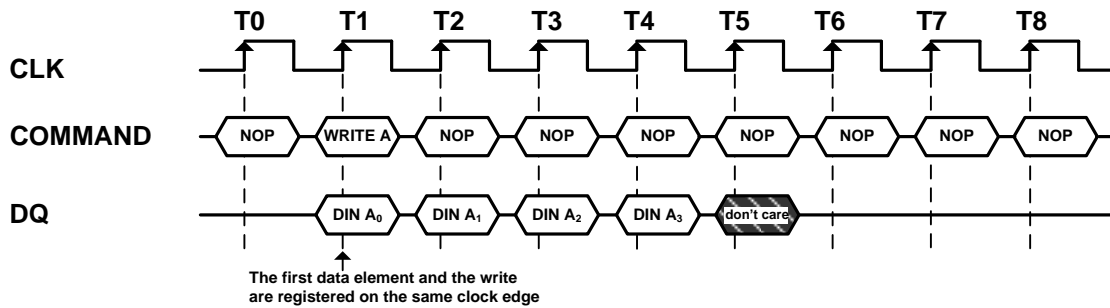 T0 T1 T2 T3 T4 T5 T6 T7 T8
CLK
COMMAND NOP WRITE A NOP NOP NOP NOP NOP NOP NOP
DQ DIN A0 DIN A1 DIN A2 DIN A3 don't care
The first data element and the write
are registered on the same clock edge